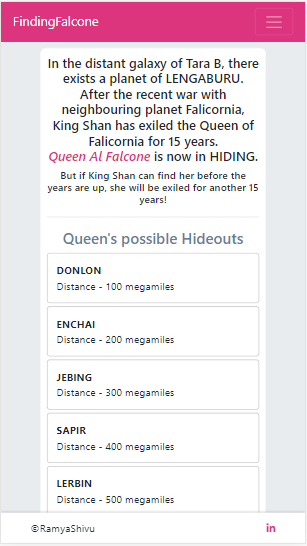 FindingFalcone
In the distant galaxy of Tara B, there
exists a planet of LENGABURU.
After the recent war with
neighbouring planet Falicornia,
King Shan has exiled the Queen of
Falicornia for 15 years.
Queen Al Falcone is now in HIDING.
But if King Shan can find her before the
years are up, she will be exiled for another 15
years!
Queen's possible Hideouts
DONLON
Distance - 100 megamiles
ENCHAI
Distance - 200 megamiles
JEBING
Distance - 300 megamiles
SAPIR
Distance - 400 megamiles
LERBIN
Distance - 500 megamiles
©RamyaShivu
in